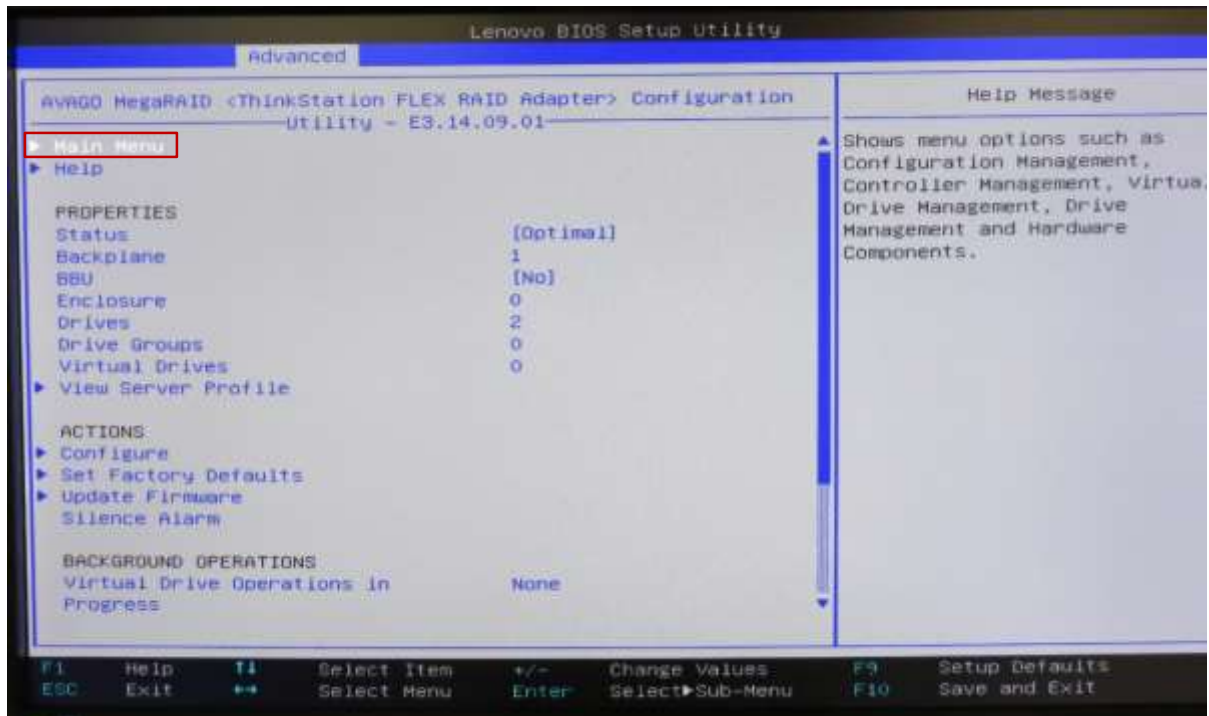 Lenovo BIOS Setup Utility
Advanced
AVAGO MegaRAID <ThinkStation FLEX RAID Adapter> Configuration
Utility - E3.14.09.01
▶ Main Menu
▶ Help
PROPERTIES
Status [Optimal]
Backplane 1
BBU [No]
Enclosure 0
Drives 2
Drive Groups 0
Virtual Drives 0
▶ View Server Profile
ACTIONS
▶ Configure
▶ Set Factory Defaults
▶ Update Firmware
Silence Alarm
BACKGROUND OPERATIONS
Virtual Drive Operations in None
Progress
Help Message
Shows menu options such as
Configuration Management,
Controller Management, Virtua
Drive Management, Drive
Management and Hardware
Components.
F1 Help ↑↓ Select Item +/- Change Values F9 Setup Defaults
ESC Exit ←→ Select Menu Enter Select▶Sub-Menu F10 Save and Exit